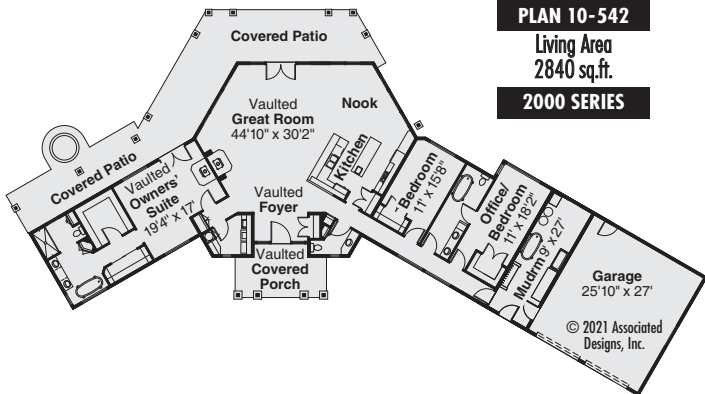 PLAN 10-542
Living Area
2840 sq.ft.
2000 SERIES
Covered Patio
Vaulted
Great Room
44'10" x 30'2"
Nook
Kitchen
Covered Patio
Vaulted
Owners'
Suite
19'4" x 17'
Vaulted
Foyer
Vaulted
Covered
Porch
Bedroom
11' x 15'8"
Office/
Bedroom
11' x 18'2"
Mudrm 9' x 27'
Garage
25'10" x 27'
© 2021 Associated
Designs, Inc.